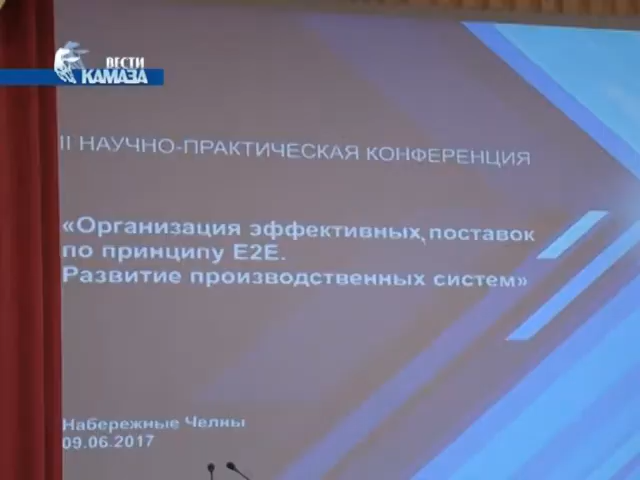 ВЕСТИ
КАМАЗА
II НАУЧНО-ПРАКТИЧЕСКАЯ КОНФЕРЕНЦИЯ
«Организация эффективных поставок
по принципу E2E.
Развитие производственных систем»
Набережные Челны
09.06.2017